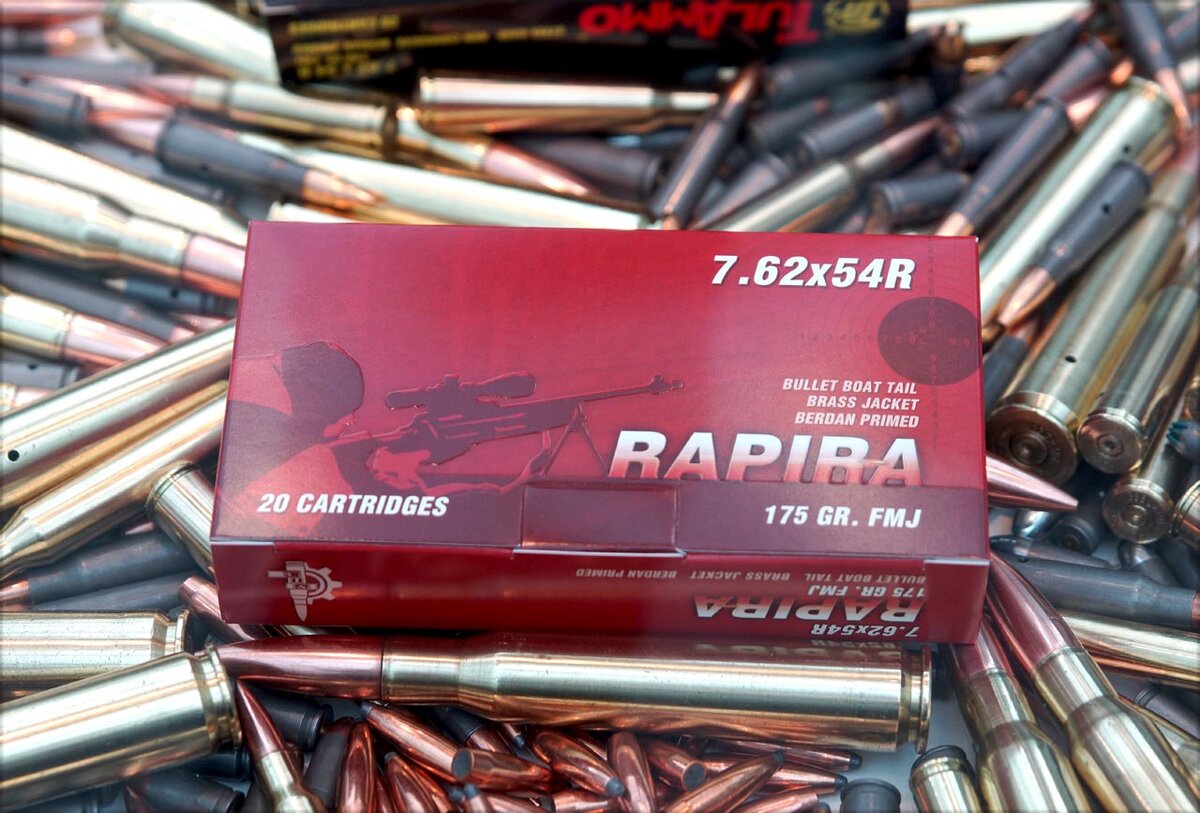 TULAMMO
7.62x54R
BULLET BOAT TAIL
BRASS JACKET
BERDAN PRIMED
RAPIRA
20 CARTRIDGES
175 GR. FMJ
BULLET BOAT TAIL BRASS JACKET BERDAN PRIMED
175 GR. FMJ
RAPIRA
7.62x54R